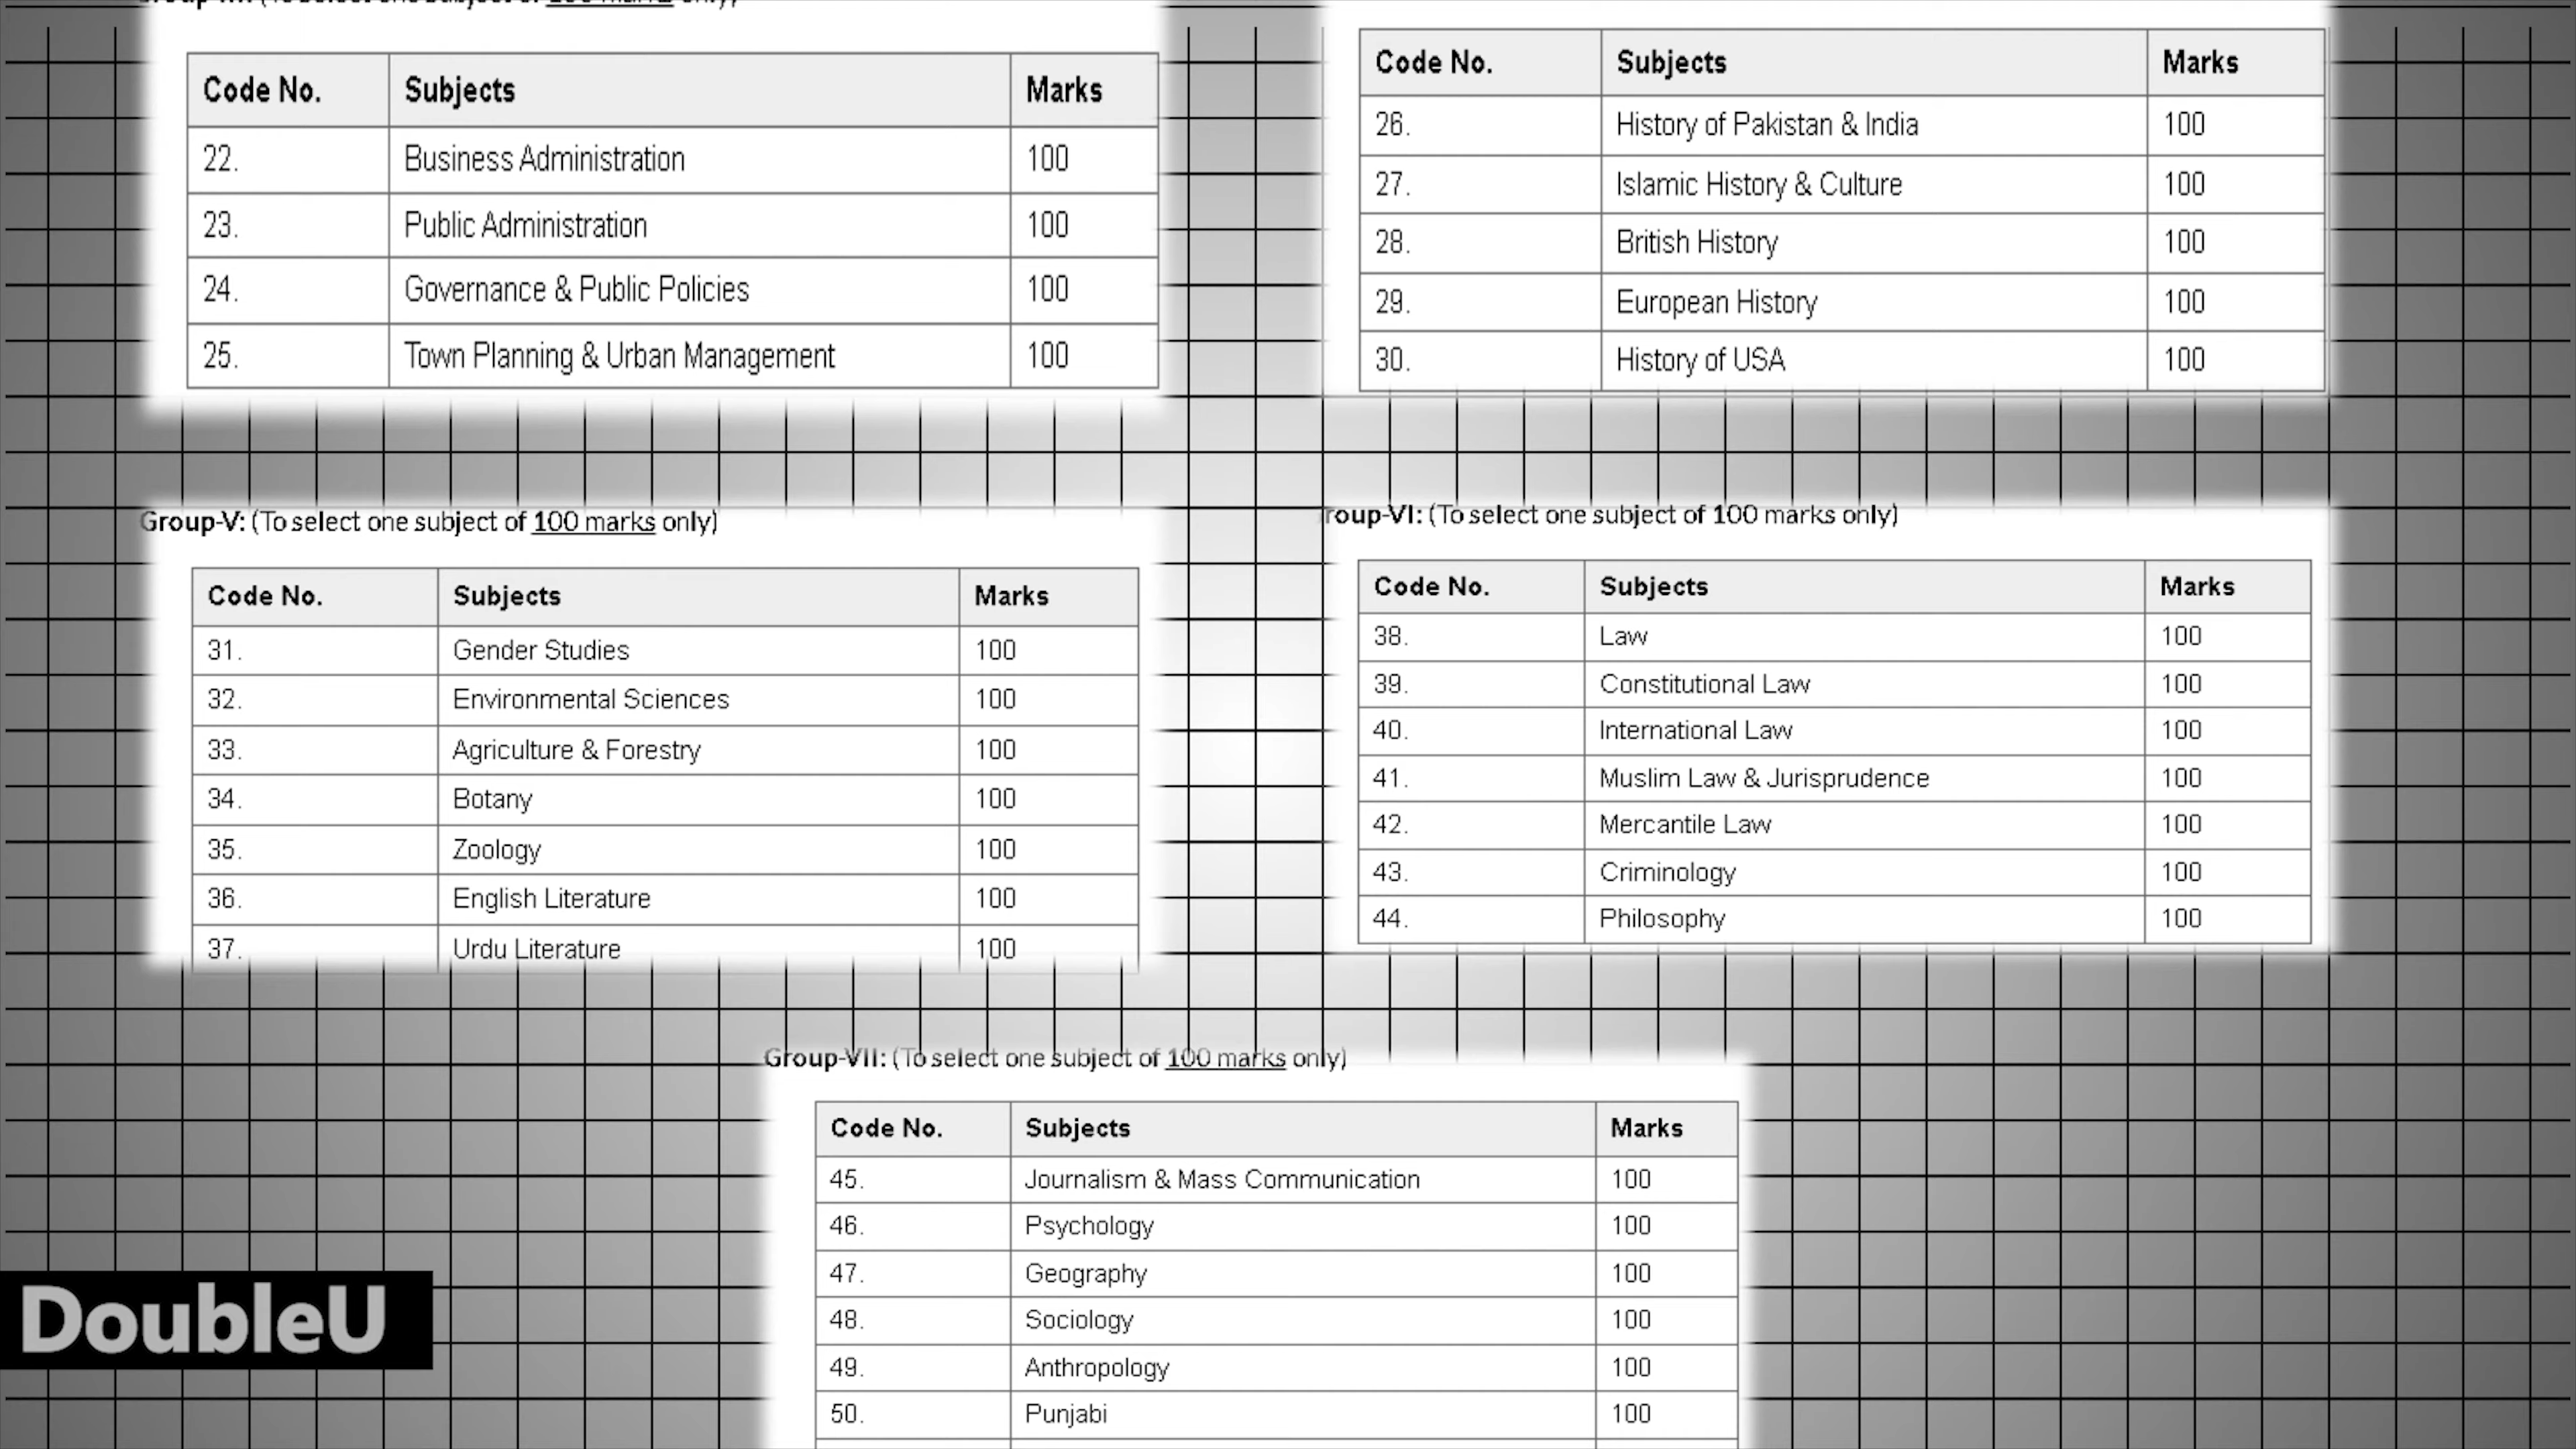 (To select one subject of 100 marks only)
Code No. Subjects Marks
22. Business Administration 100
23. Public Administration 100
24. Governance & Public Policies 100
25. Town Planning & Urban Management 100
Code No. Subjects Marks
26. History of Pakistan & India 100
27. Islamic History & Culture 100
28. British History 100
29. European History 100
30. History of USA 100
Group-V: (To select one subject of 100 marks only)
Code No. Subjects Marks
31. Gender Studies 100
32. Environmental Sciences 100
33. Agriculture & Forestry 100
34. Botany 100
35. Zoology 100
36. English Literature 100
37. Urdu Literature 100
roup-VI: (To select one subject of 100 marks only)
Code No. Subjects Marks
38. Law 100
39. Constitutional Law 100
40. International Law 100
41. Muslim Law & Jurisprudence 100
42. Mercantile Law 100
43. Criminology 100
44. Philosophy 100
Group-VII: (To select one subject of 100 marks only)
Code No. Subjects Marks
45. Journalism & Mass Communication 100
46. Psychology 100
47. Geography 100
48. Sociology 100
49. Anthropology 100
50. Punjabi 100
DoubleU